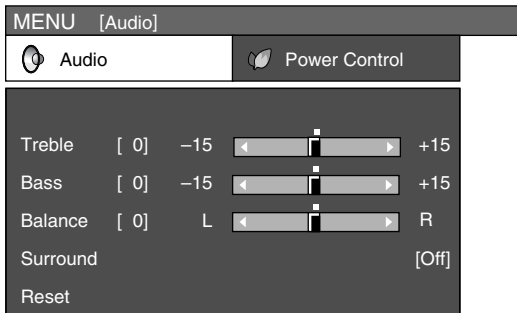 MENU [Audio]
Audio Power Control
Treble [ 0] –15 +15
Bass [ 0] –15 +15
Balance [ 0] L R
Surround [Off]
Reset